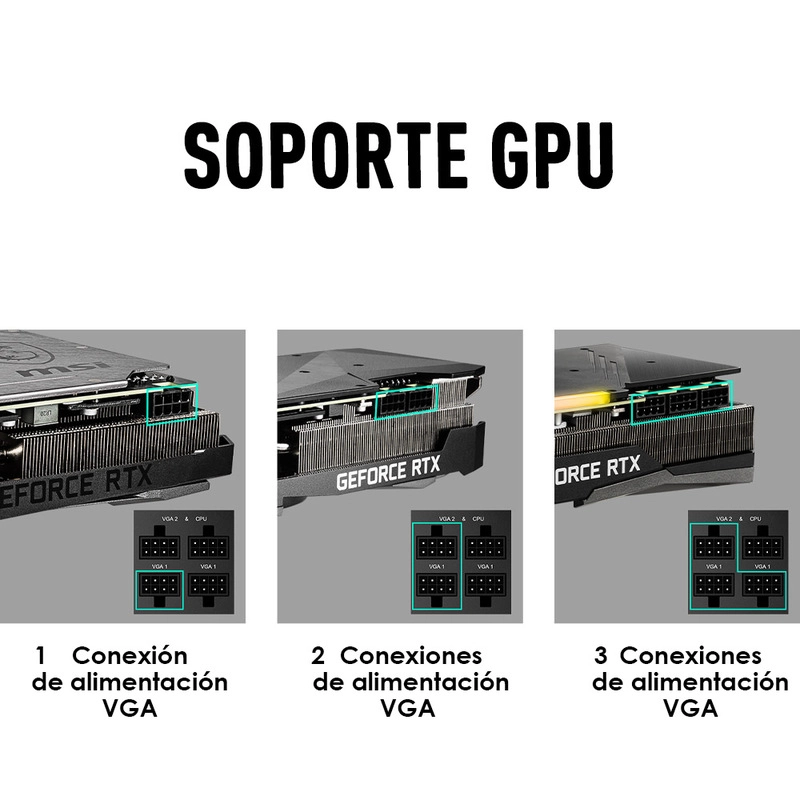 SOPORTE GPU
msi
EFORCE RTX
VGA 2 & CPU
VGA 1 VGA 1
GEFORCE RTX
VGA 2 & CPU
VGA 1 VGA 1
ORCE RTX
VGA 2 & CPU
VGA 1 VGA 1
1 Conexión
de alimentación
VGA
2 Conexiones
de alimentación
VGA
3 Conexiones
de alimentación
VGA